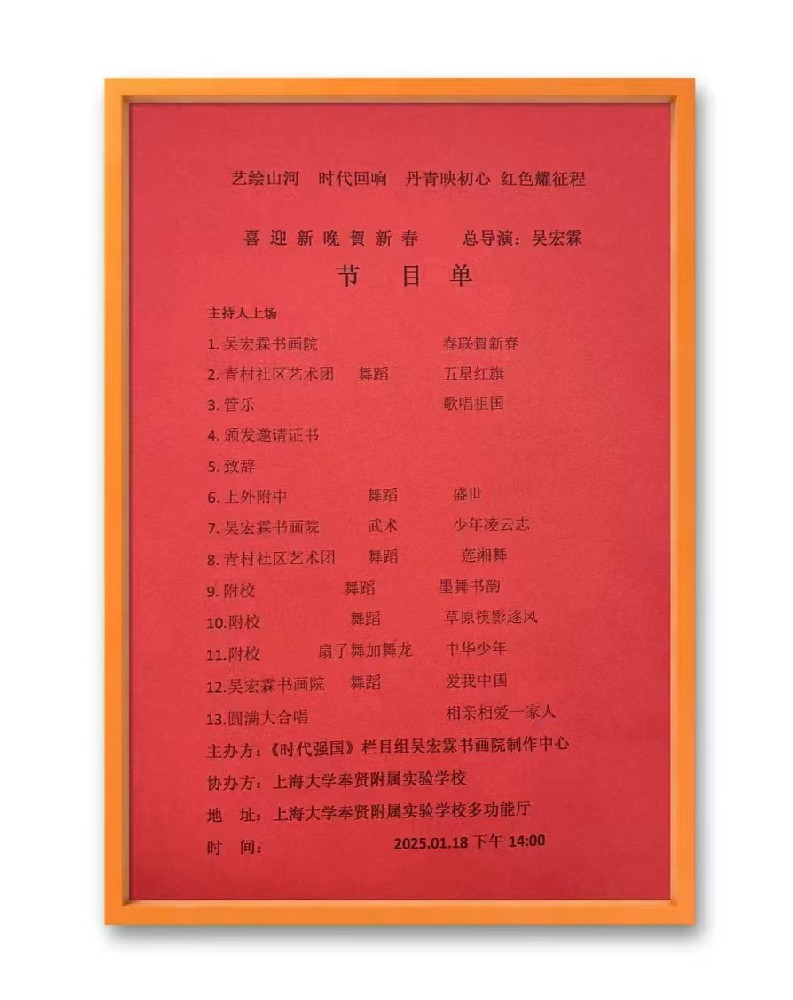 艺绘山河 时代回响 丹青映初心 红色耀征程
喜迎新晚賀新春 总导演：吴宏霖
节目单
主持人上场
1. 吴宏霖书画院 春联賀新春
2. 青村社区艺术团 舞蹈 五星红旗
3. 管乐 歌唱祖国
4. 颁发邀请证书
5. 致辞
6. 上外附中 舞蹈 盛世
7. 吴宏霖书画院 武术 少年凌云志
8. 青村社区艺术团 舞蹈 莲湘舞
9. 附校 舞蹈 墨舞书韵
10.附校 舞蹈 草原筷影逐风
11.附校 扇子舞加舞龙 中华少年
12.吴宏霖书画院 舞蹈 爱我中国
13.圆满大合唱 相亲相爱一家人
主办方：《时代强国》栏目组吴宏霖书画院制作中心
协办方：上海大学奉贤附属实验学校
地 址：上海大学奉贤附属实验学校多功能厅
时 间： 2025.01.18 下午 14:00